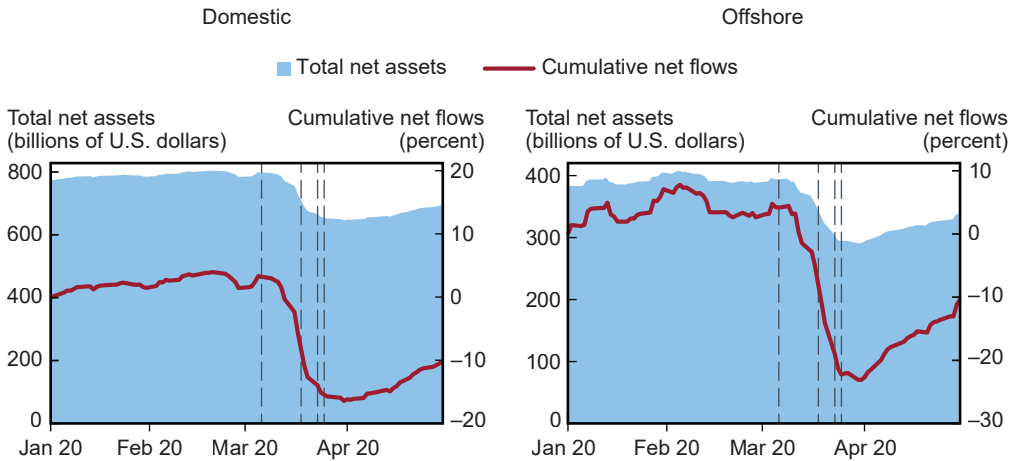 Domestic
Offshore
Total net assets
Cumulative net flows
Total net assets
(billions of U.S. dollars)
Cumulative net flows
(percent)
800
600
400
200
0
20
10
0
–10
–20
Jan 20 Feb 20 Mar 20 Apr 20
Total net assets
(billions of U.S. dollars)
Cumulative net flows
(percent)
400
300
200
100
0
10
0
–10
–20
–30
Jan 20 Feb 20 Mar 20 Apr 20